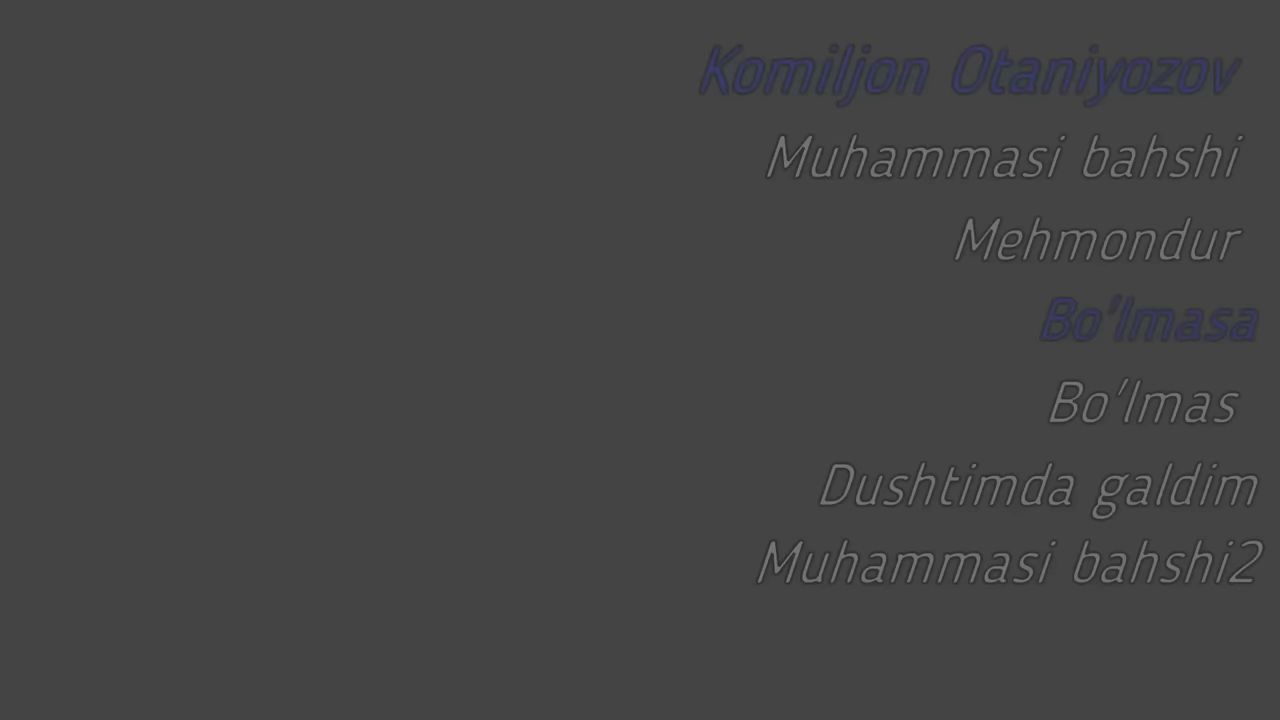 Komiljon Otaniyozov
Muhammasi bahshi
Mehmondur
Bo'lmasa
Bo'lmas
Dushtimda galdim
Muhammasi bahshi2